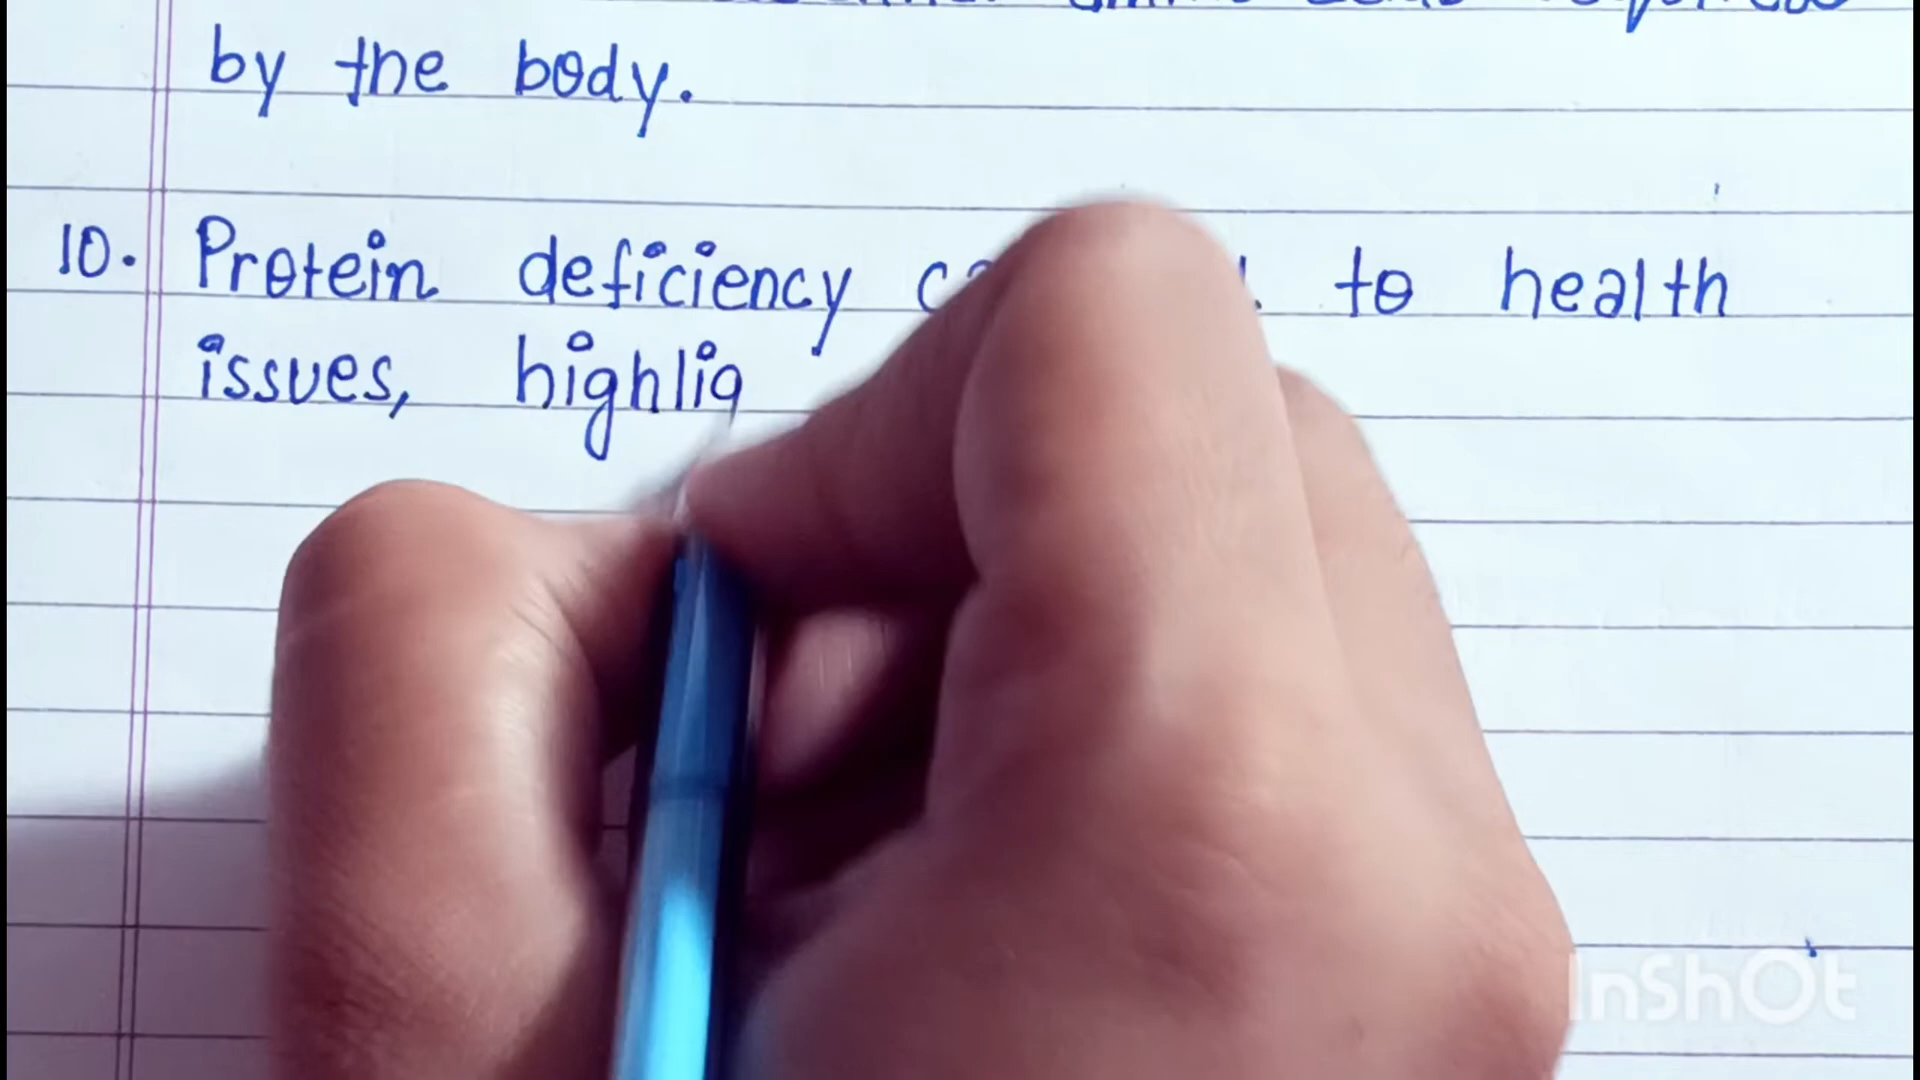 by the body.
10. Protein deficiency to health
issues, highlig
InShOt